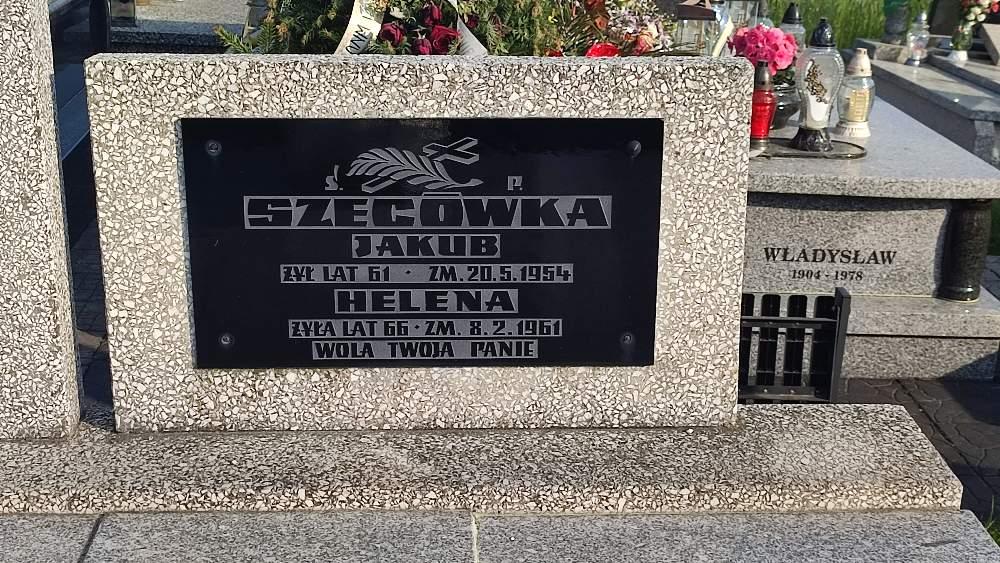 Ś. P.
SZECÓWKA
JAKUB
ŻYŁ LAT 61 · ZM. 20.5.1954
HELENA
ŻYŁA LAT 66 · ZM. 8.2.1961
WOLA TWOJA PANIE
WŁADYSŁAW
1904 - 1978